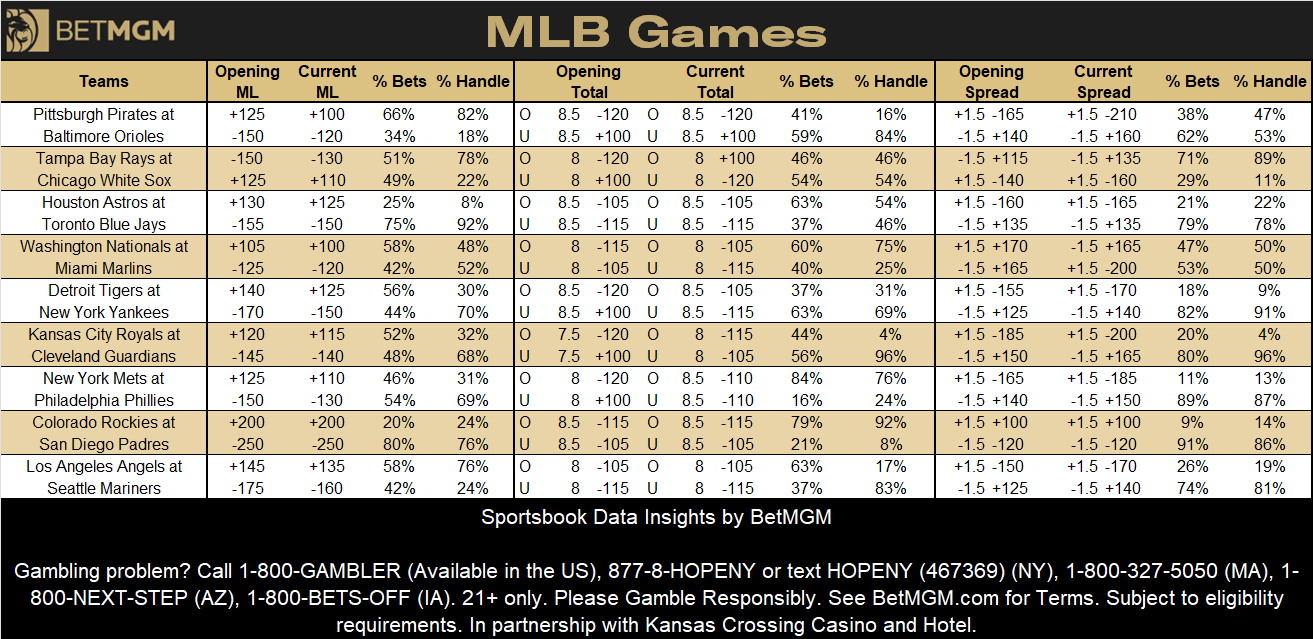 BETMGM
MLB Games
Teams Opening ML Current ML % Bets % Handle Opening Total Current Total % Bets % Handle Opening Spread Current Spread % Bets % Handle
Pittsburgh Pirates at +125 +100 66% 82% O 8.5 -120 O 8.5 -120 41% 16% +1.5 -165 +1.5 -210 38% 47%
Baltimore Orioles -150 -120 34% 18% U 8.5 +100 U 8.5 +100 59% 84% -1.5 +140 -1.5 +160 62% 53%
Tampa Bay Rays at -150 -130 51% 78% O 8 -120 O 8 +100 46% 46% -1.5 +115 -1.5 +135 71% 89%
Chicago White Sox +125 +110 49% 22% U 8 +100 U 8 -120 54% 54% +1.5 -140 +1.5 -160 29% 11%
Houston Astros at +130 +125 25% 8% O 8.5 -105 O 8.5 -105 63% 54% +1.5 -160 +1.5 -165 21% 22%
Toronto Blue Jays -155 -150 75% 92% U 8.5 -115 U 8.5 -115 37% 46% -1.5 +135 -1.5 +135 79% 78%
Washington Nationals at +105 +100 58% 48% O 8 -115 O 8 -105 60% 75% +1.5 +170 -1.5 +165 47% 50%
Miami Marlins -125 -120 42% 52% U 8 -105 U 8 -115 40% 25% -1.5 +165 +1.5 -200 53% 50%
Detroit Tigers at +140 +125 56% 30% O 8.5 -120 O 8.5 -105 37% 31% +1.5 -155 +1.5 -170 18% 9%
New York Yankees -170 -150 44% 70% U 8.5 +100 U 8.5 -115 63% 69% -1.5 +125 -1.5 +140 82% 91%
Kansas City Royals at +120 +115 52% 32% O 7.5 -120 O 8 -115 44% 4% +1.5 -185 +1.5 -200 20% 4%
Cleveland Guardians -145 -140 48% 68% U 7.5 +100 U 8 -105 56% 96% -1.5 +150 -1.5 +165 80% 96%
New York Mets at +125 +110 46% 31% O 8 -120 O 8.5 -110 84% 76% +1.5 -165 +1.5 -185 11% 13%
Philadelphia Phillies -150 -130 54% 69% U 8 +100 U 8.5 -110 16% 24% -1.5 +140 -1.5 +150 89% 87%
Colorado Rockies at +200 +200 20% 24% O 8.5 -115 O 8.5 -115 79% 92% +1.5 +100 +1.5 +100 9% 14%
San Diego Padres -250 -250 80% 76% U 8.5 -105 U 8.5 -105 21% 8% -1.5 -120 -1.5 -120 91% 86%
Los Angeles Angels at +145 +135 58% 76% O 8 -105 O 8 -105 63% 17% +1.5 -150 +1.5 -170 26% 19%
Seattle Mariners -175 -160 42% 24% U 8 -115 U 8 -115 37% 83% -1.5 +125 -1.5 +140 74% 81%
Sportsbook Data Insights by BetMGM
Gambling problem? Call 1-800-GAMBLER (Available in the US), 877-8-HOPENY or text HOPENY (467369) (NY), 1-800-327-5050 (MA), 1-
800-NEXT-STEP (AZ), 1-800-BETS-OFF (IA). 21+ only. Please Gamble Responsibly. See BetMGM.com for Terms. Subject to eligibility
requirements. In partnership with Kansas Crossing Casino and Hotel.